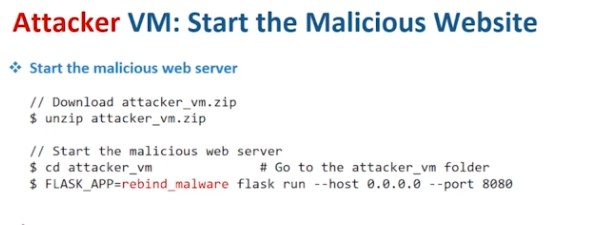 Attacker VM: Start the Malicious Website
❖ Start the malicious web server
// Download attacker_vm.zip
$ unzip attacker_vm.zip
// Start the malicious web server
$ cd attacker_vm # Go to the attacker_vm folder
$ FLASK_APP=rebind_malware flask run --host 0.0.0.0 --port 8080